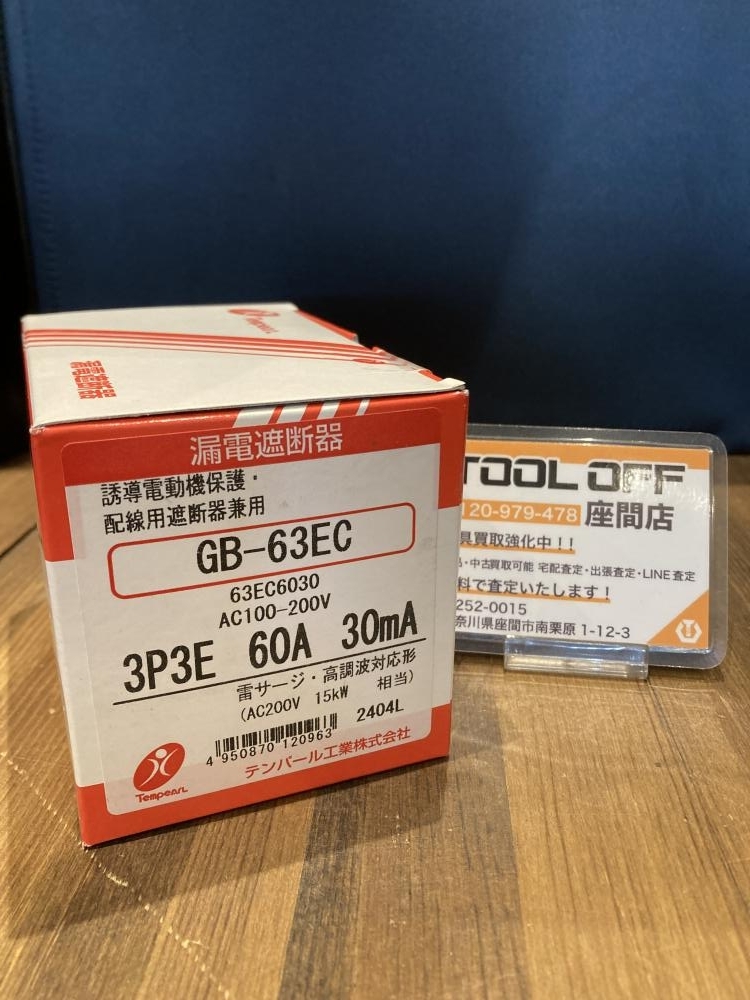 Tempearl
漏電遮断器
漏電遮断器
誘導電動機保護・
配線用遮断器兼用
GB-63EC
63EC6030
AC100-200V
3P3E 60A 30mA
雷サージ・高調波対応形
(AC200V 15kW 相当)
2404L
4 950870 120963
TEMPEARL
テンパール工業株式会社
TOOL OFF
120-979-478 座間店
具買取強化中!!
・中古買取可能 宅配査定・出張査定・LINE査定
料で査定いたします!
252-0015
奈川県座間市南栗原1-12-3